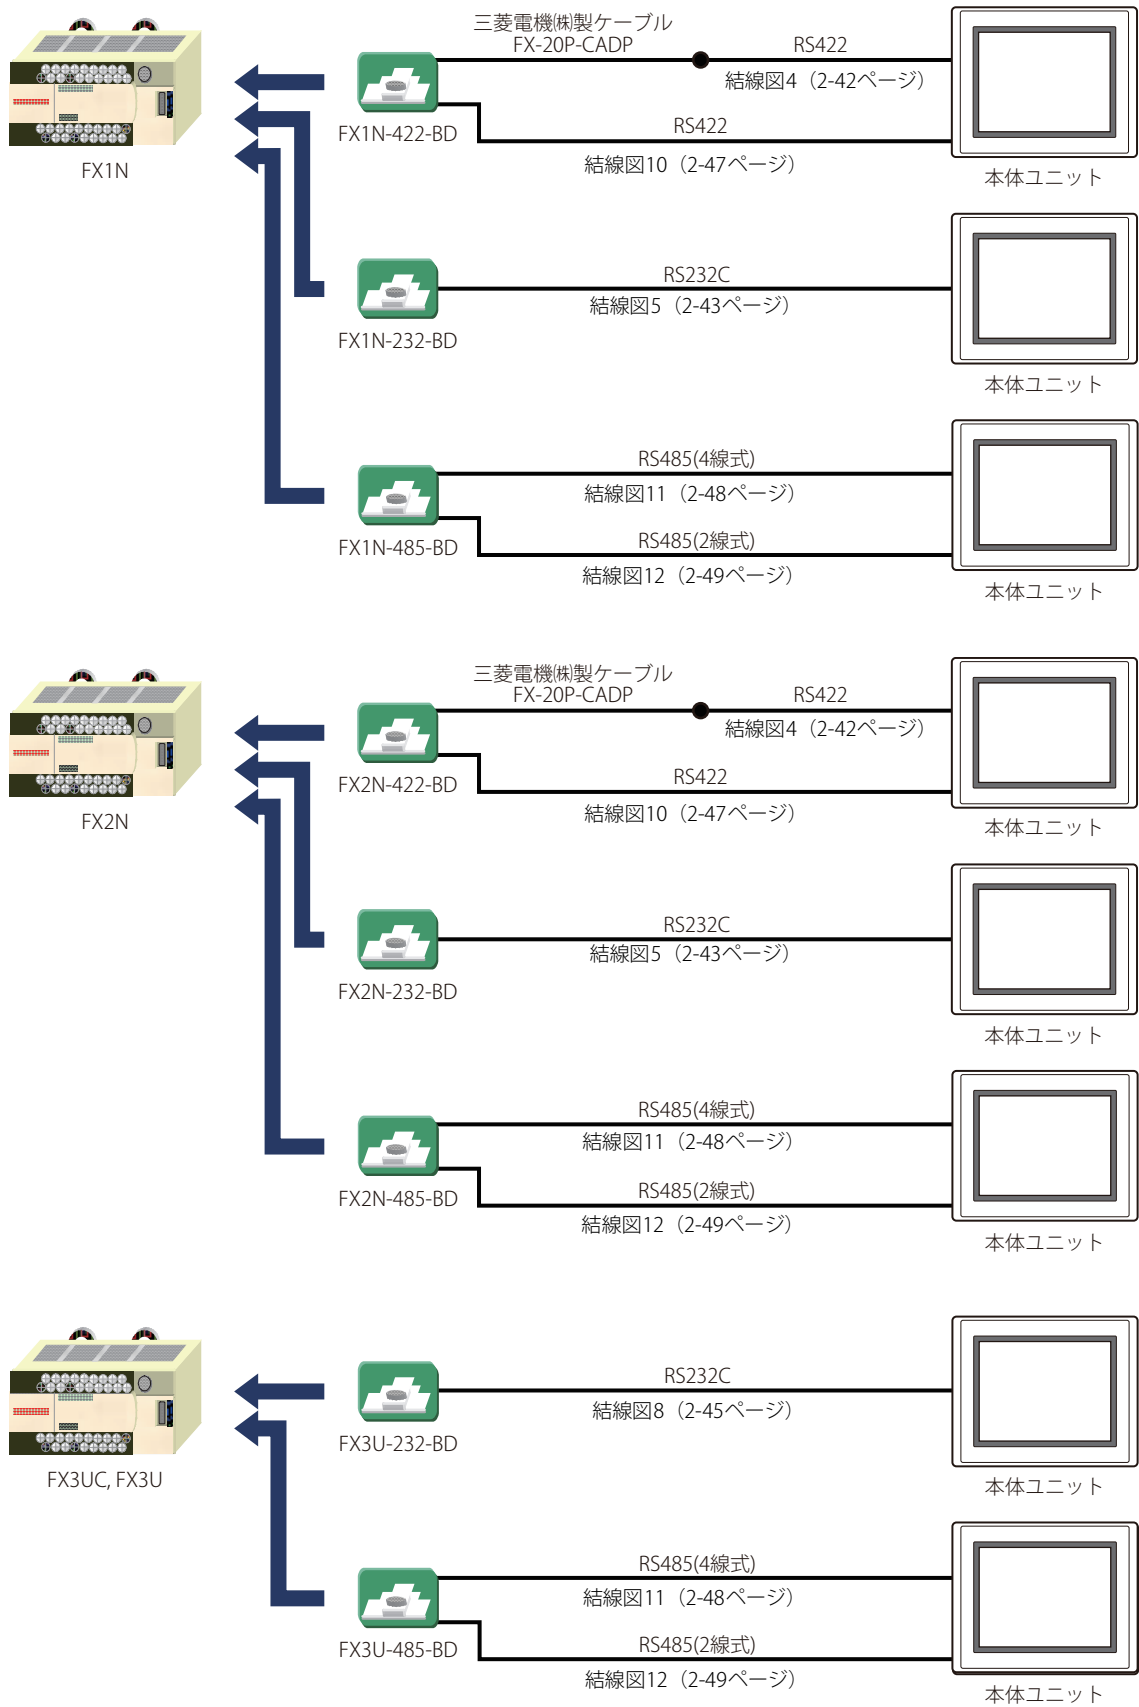 三菱電機㈱製ケーブル
FX-20P-CADP
RS422
結線図4（2-42ページ）
FX1N-422-BD
RS422
結線図10（2-47ページ）
FX1N
本体ユニット
RS232C
結線図5（2-43ページ）
FX1N-232-BD
本体ユニット
RS485(4線式)
結線図11（2-48ページ）
FX1N-485-BD
RS485(2線式)
結線図12（2-49ページ）
本体ユニット
三菱電機㈱製ケーブル
FX-20P-CADP
RS422
結線図4（2-42ページ）
FX2N-422-BD
RS422
結線図10（2-47ページ）
FX2N
本体ユニット
RS232C
結線図5（2-43ページ）
FX2N-232-BD
本体ユニット
RS485(4線式)
結線図11（2-48ページ）
FX2N-485-BD
RS485(2線式)
結線図12（2-49ページ）
本体ユニット
RS232C
結線図8（2-45ページ）
FX3U-232-BD
FX3UC, FX3U
本体ユニット
RS485(4線式)
結線図11（2-48ページ）
FX3U-485-BD
RS485(2線式)
結線図12（2-49ページ）
本体ユニット